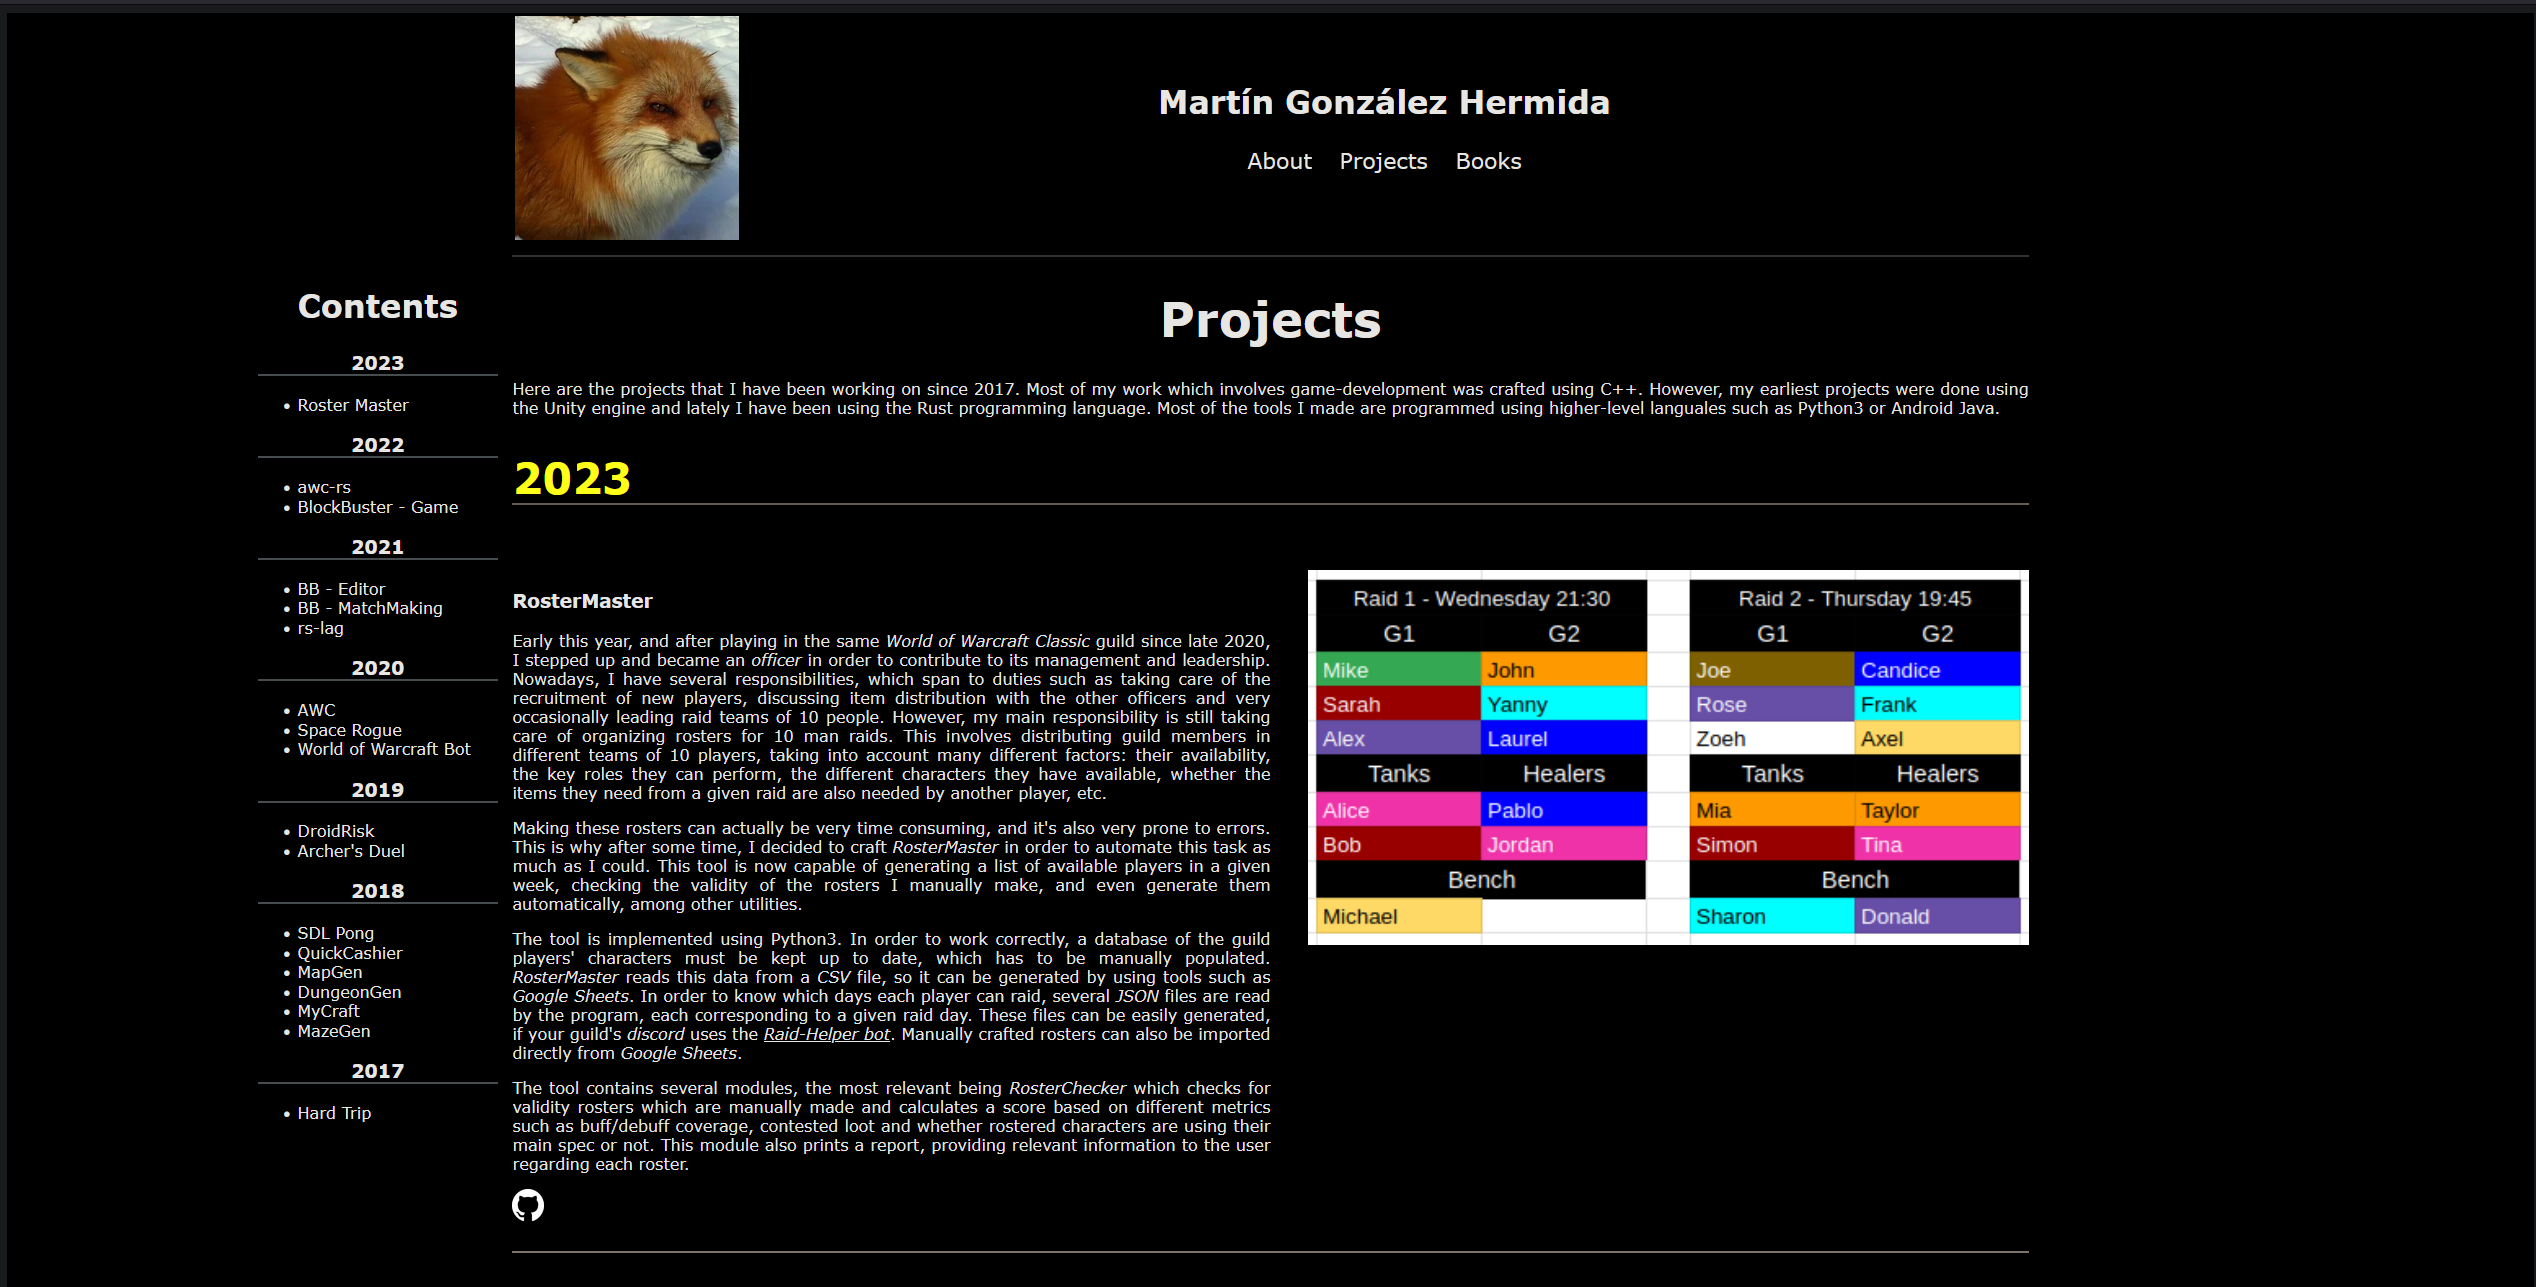 Martín González Hermida
About Projects Books
Contents
2023
• Roster Master
2022
• awc-rs
• BlockBuster - Game
2021
• BB - Editor
• BB - MatchMaking
• rs-lag
2020
• AWC
• Space Rogue
• World of Warcraft Bot
2019
• DroidRisk
• Archer's Duel
2018
• SDL Pong
• QuickCashier
• MapGen
• DungeonGen
• MyCraft
• MazeGen
2017
• Hard Trip
Projects
Here are the projects that I have been working on since 2017. Most of my work which involves game-development was crafted using C++. However, my earliest projects were done using
the Unity engine and lately I have been using the Rust programming language. Most of the tools I made are programmed using higher-level languales such as Python3 or Android Java.
2023
RosterMaster
Early this year, and after playing in the same World of Warcraft Classic guild since late 2020,
I stepped up and became an officer in order to contribute to its management and leadership.
Nowadays, I have several responsibilities, which span to duties such as taking care of the
recruitment of new players, discussing item distribution with the other officers and very
occasionally leading raid teams of 10 people. However, my main responsibility is still taking
care of organizing rosters for 10 man raids. This involves distributing guild members in
different teams of 10 players, taking into account many different factors: their availability,
the key roles they can perform, the different characters they have available, whether the
items they need from a given raid are also needed by another player, etc.
Making these rosters can actually be very time consuming, and it's also very prone to errors.
This is why after some time, I decided to craft RosterMaster in order to automate this task as
much as I could. This tool is now capable of generating a list of available players in a given
week, checking the validity of the rosters I manually make, and even generate them
automatically, among other utilities.
The tool is implemented using Python3. In order to work correctly, a database of the guild
players' characters must be kept up to date, which has to be manually populated.
RosterMaster reads this data from a CSV file, so it can be generated by using tools such as
Google Sheets. In order to know which days each player can raid, several JSON files are read
by the program, each corresponding to a given raid day. These files can be easily generated,
if your guild's discord uses the Raid-Helper bot. Manually crafted rosters can also be imported
directly from Google Sheets.
The tool contains several modules, the most relevant being RosterChecker which checks for
validity rosters which are manually made and calculates a score based on different metrics
such as buff/debuff coverage, contested loot and whether rostered characters are using their
main spec or not. This module also prints a report, providing relevant information to the user
regarding each roster.
Raid 1 - Wednesday 21:30 Raid 2 - Thursday 19:45
G1 G2 G1 G2
Mike John Joe Candice
Sarah Yanny Rose Frank
Alex Laurel Zoeh Axel
Tanks Healers Tanks Healers
Alice Pablo Mia Taylor
Bob Jordan Simon Tina
Bench Bench
Michael Sharon Donald